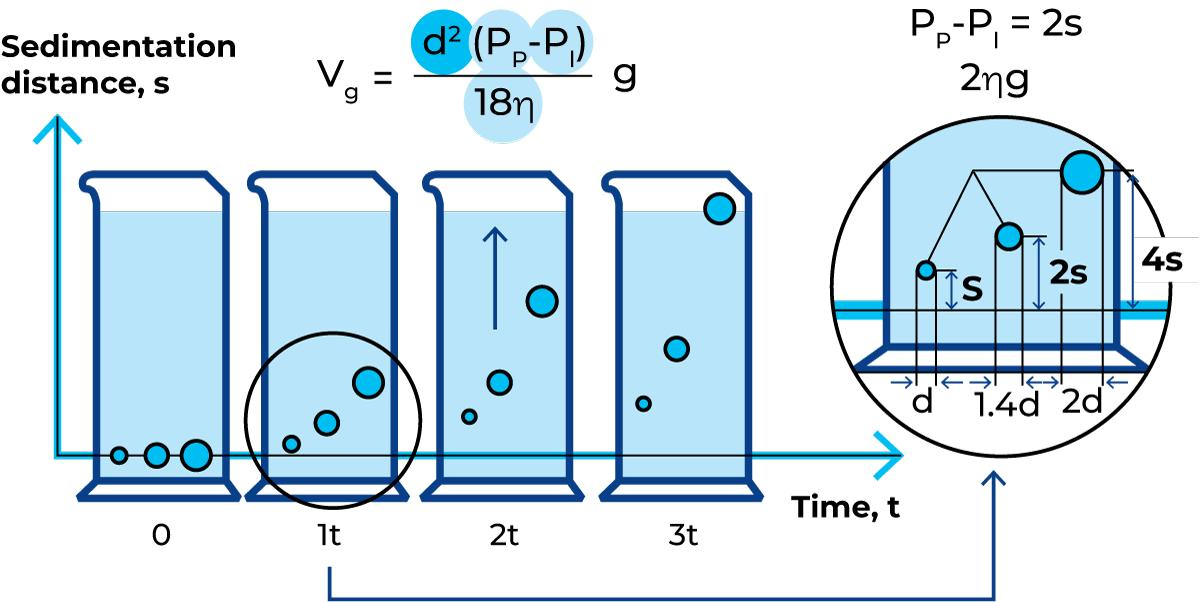 Sedimentation
distance, s
V_g = d² (P_P-P_l) / 18η g
P_P-P_l = 2s
2ηg
S
2s
4s
d
1.4d
2d
Time, t
0
1t
2t
3t